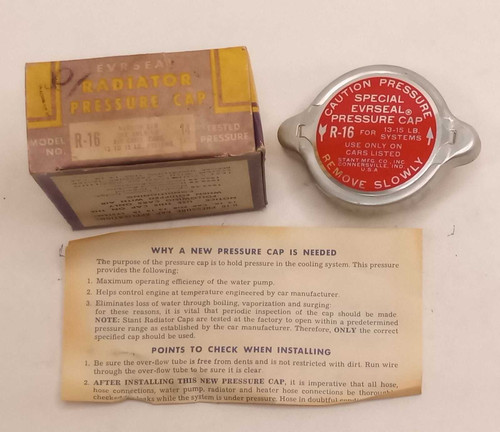 EVRSEAL
RADIATOR
PRESSURE CAP
MODEL NO. R-16 14 TESTED PRESSURE
CAUTION PRESSURE
SPECIAL
EVRSEAL®
PRESSURE CAP
R-16 FOR 13-15 LB. SYSTEMS
USE ONLY ON
CARS LISTED
STANT MFG. CO., INC.
CONNERSVILLE, IND.
U.S.A.
REMOVE SLOWLY
WHY A NEW PRESSURE CAP IS NEEDED
The purpose of the pressure cap is to hold pressure in the cooling system. This pressure
provides the following:
1. Maximum operating efficiency of the water pump.
2. Helps control engine at temperature engineered by car manufacturer.
3. Eliminates loss of water through boiling, vaporization and surging:
for these reasons, it is vital that periodic inspection of the cap should be made.
NOTE: Stant Radiator Caps are tested at the factory to open within a predetermined
pressure range as established by the car manufacturer. Therefore, ONLY the correct
specified cap should be used.
POINTS TO CHECK WHEN INSTALLING
1. Be sure the over-flow tube is free from dents and is not restricted with dirt. Run wire
through the over-flow tube to be sure it is clear.
2. AFTER INSTALLING THIS NEW PRESSURE CAP, it is imperative that all hose,
hose connections, water pump, radiator and heater hose connections be thoroughly
checked for leaks while the system is under pressure. Hose in doubtful